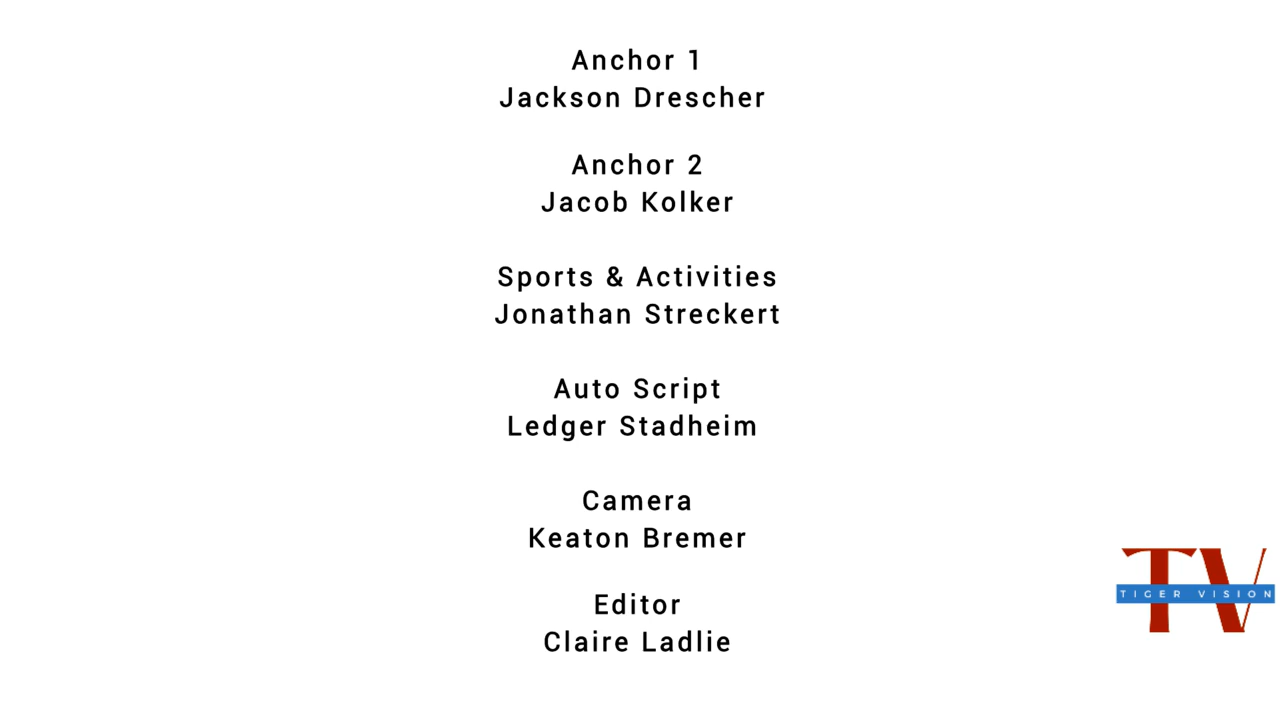 Anchor 1
Jackson Drescher
Anchor 2
Jacob Kolker
Sports & Activities
Jonathan Streckert
Auto Script
Ledger Stadheim
Camera
Keaton Bremer
Editor
Claire Ladlie
TV
TIGER VISION